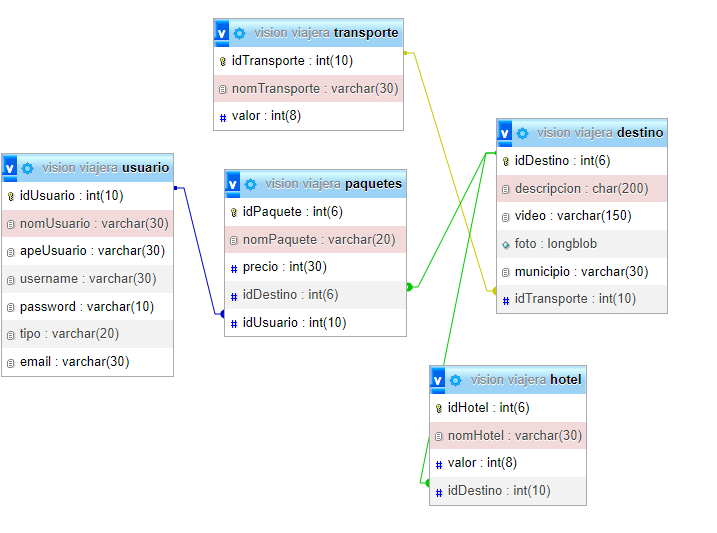 v vision viajera transporte
idTransporte : int(10)
nomTransporte : varchar(30)
# valor : int(8)
v vision viajera usuario
idUsuario : int(10)
nomUsuario : varchar(30)
apeUsuario : varchar(30)
username : varchar(30)
password : varchar(10)
tipo : varchar(20)
email : varchar(30)
v vision viajera paquetes
idPaquete : int(6)
nomPaquete : varchar(20)
# precio : int(30)
# idDestino : int(6)
# idUsuario : int(10)
v vision viajera destino
idDestino : int(6)
descripcion : char(200)
video : varchar(150)
foto : longblob
municipio : varchar(30)
# idTransporte : int(10)
v vision viajera hotel
idHotel : int(6)
nomHotel : varchar(30)
# valor : int(8)
# idDestino : int(10)